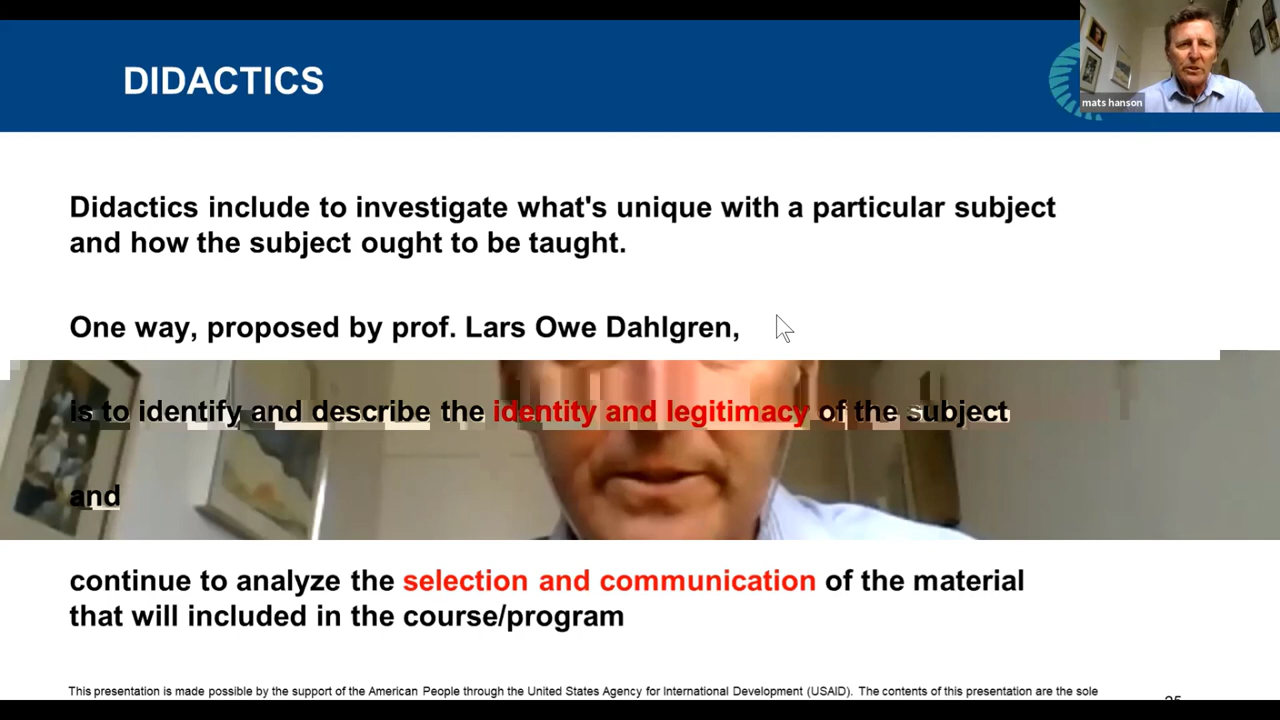 DIDACTICS
mats hanson
Didactics include to investigate what's unique with a particular subject
and how the subject ought to be taught.
One way, proposed by prof. Lars Owe Dahlgren,
is to identify and describe the identity and legitimacy of the subject
and
continue to analyze the selection and communication of the material
that will included in the course/program
This presentation is made possible by the support of the American People through the United States Agency for International Development (USAID). The contents of this presentation are the sole